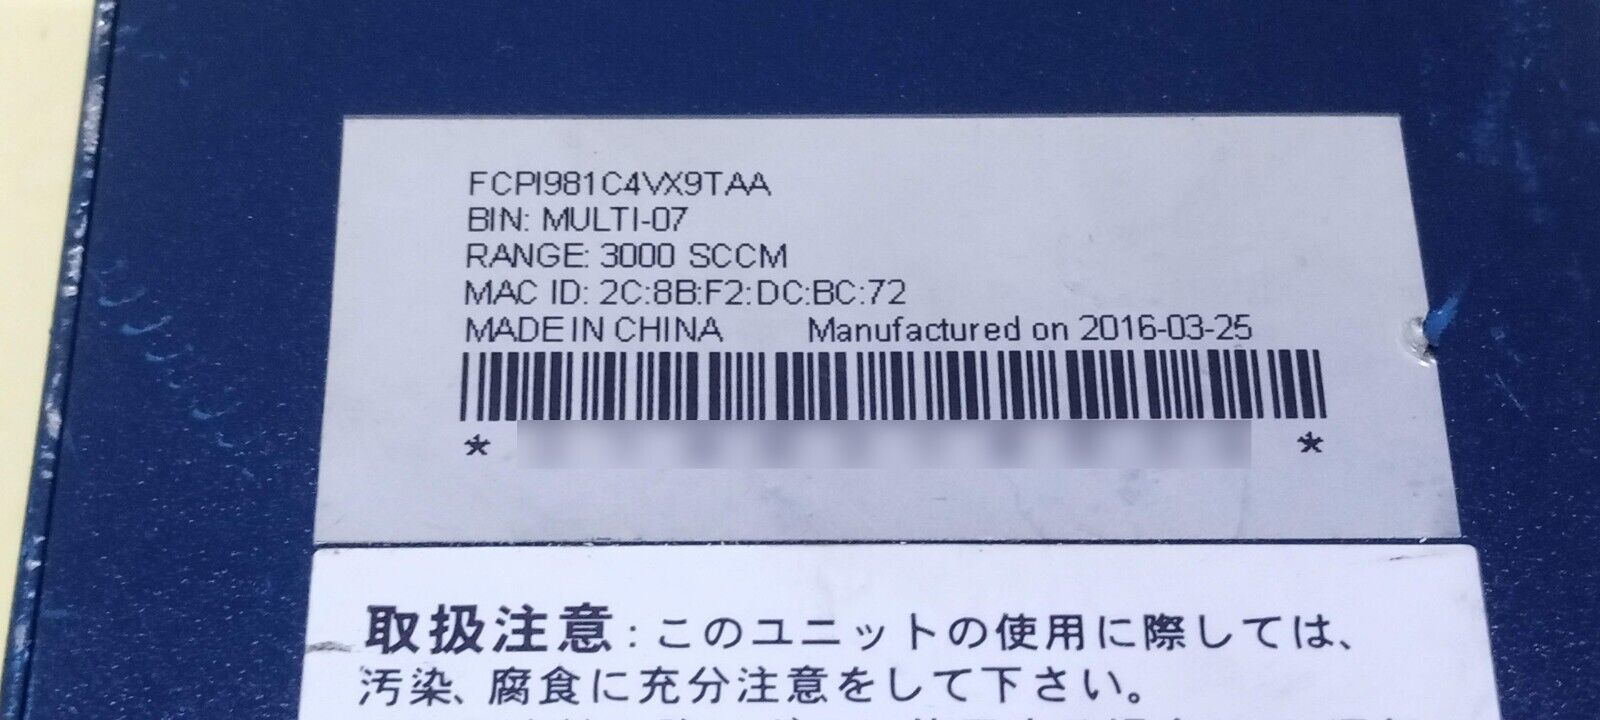 FCPI981C4VX9TAA
BIN: MULTI-07
RANGE: 3000 SCCM
MAC ID: 2C:8B:F2:DC:BC:72
MADE IN CHINA Manufactured on 2016-03-25
* *
取扱注意:このユニットの使用に際しては、
汚染、腐食に充分注意をして下さい。